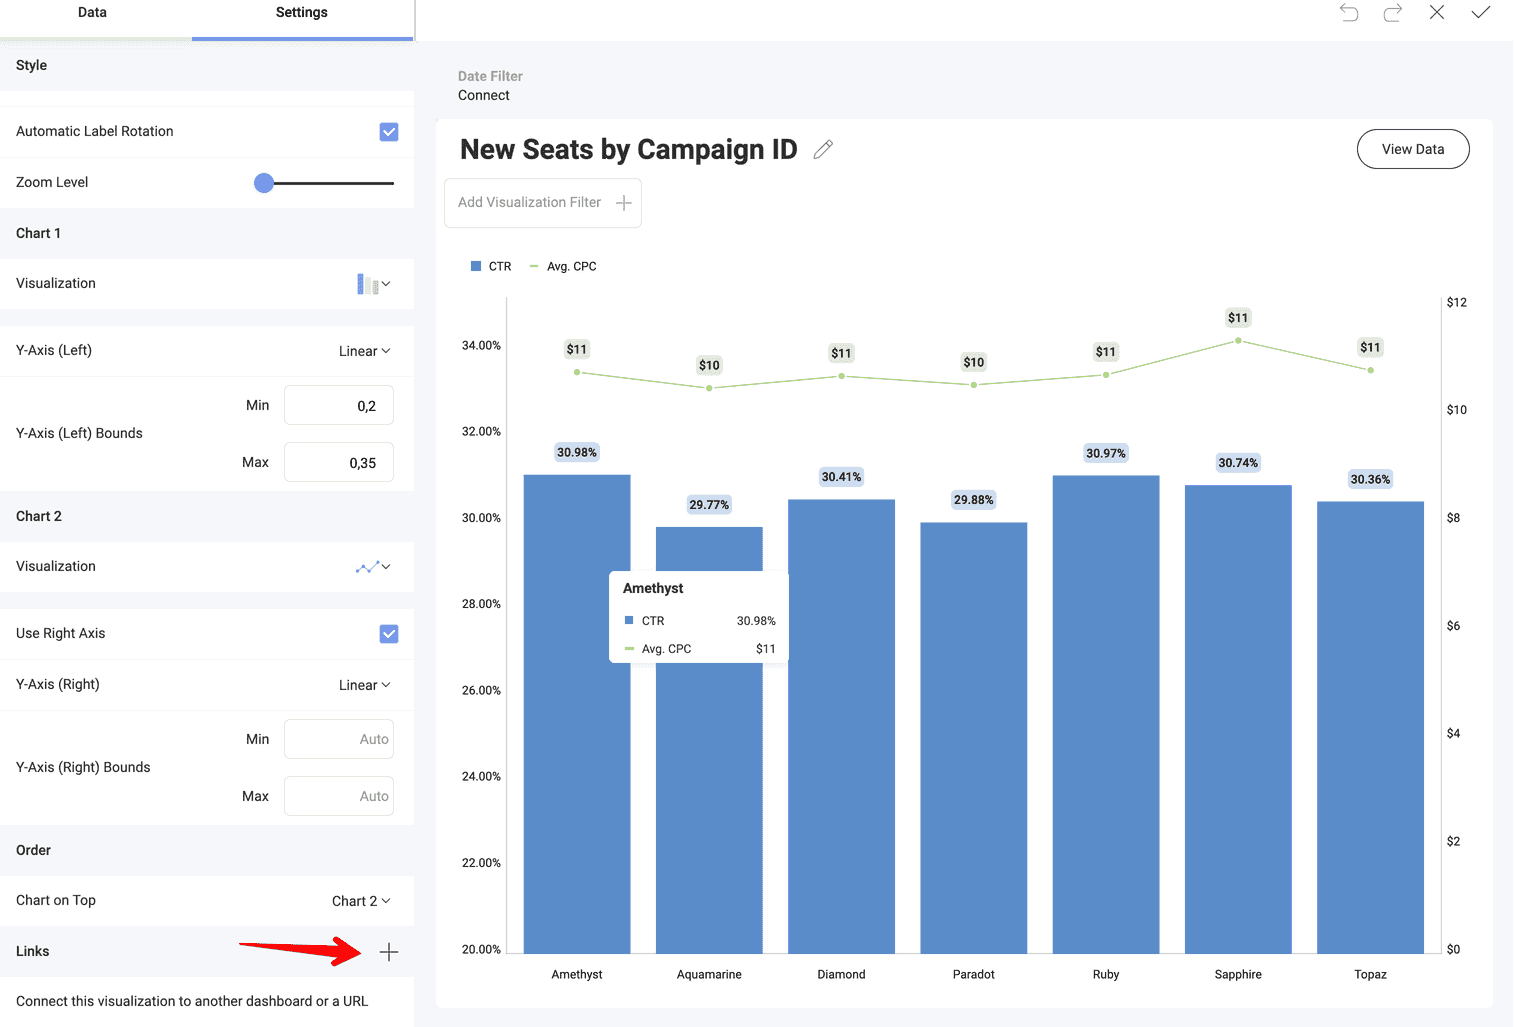 Data
Settings
Style
Automatic Label Rotation
Zoom Level
Chart 1
Visualization
Y-Axis (Left)
Linear
Y-Axis (Left) Bounds
Min
0,2
Max
0,35
Chart 2
Visualization
Use Right Axis
Y-Axis (Right)
Linear
Y-Axis (Right) Bounds
Min
Auto
Max
Auto
Order
Chart on Top
Chart 2
Links
Connect this visualization to another dashboard or a URL
Date Filter
Connect
New Seats by Campaign ID
View Data
Add Visualization Filter
CTR
Avg. CPC
34.00%
32.00%
30.00%
28.00%
26.00%
24.00%
22.00%
20.00%
$11
$10
$11
$10
$11
$11
$11
30.98%
29.77%
30.41%
29.88%
30.97%
30.74%
30.36%
Amethyst
CTR 30.98%
Avg. CPC $11
$12
$10
$8
$6
$4
$2
$0
Amethyst
Aquamarine
Diamond
Paradot
Ruby
Sapphire
Topaz